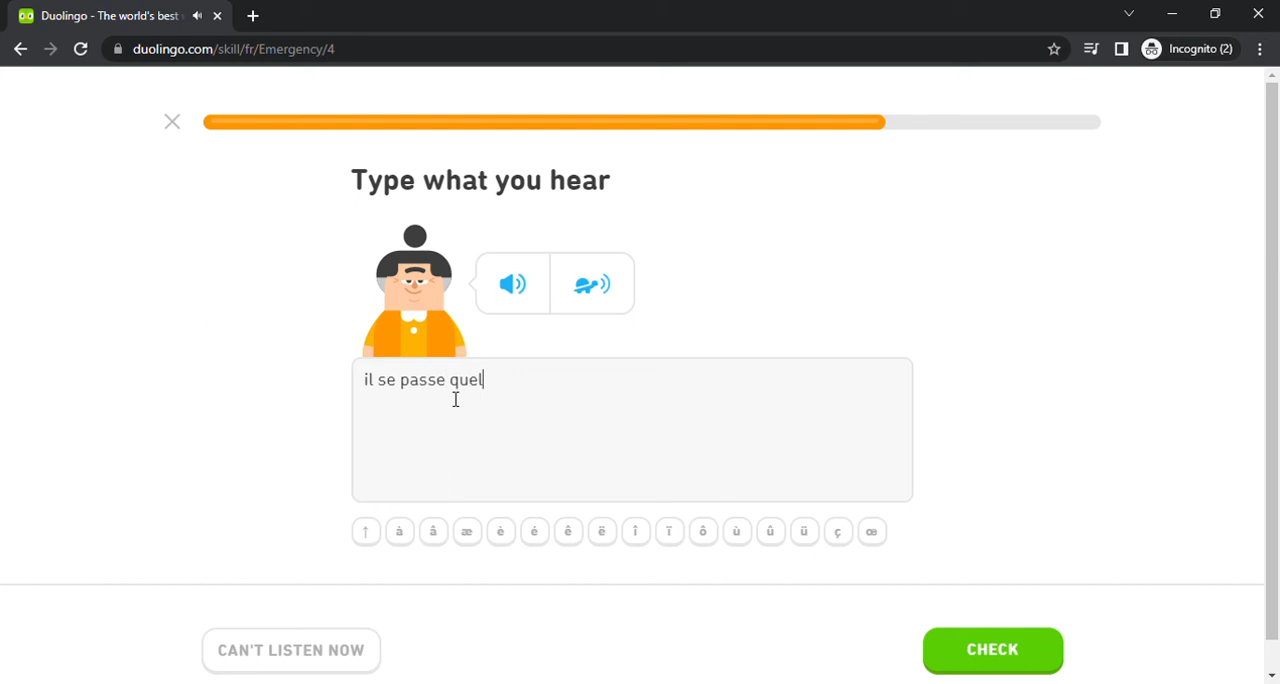 Duolingo - The world's best
duolingo.com/skill/fr/Emergency/4
Incognito (2)
Type what you hear
il se passe quel
↑ à â æ è é ê ë î ï ô ù û ü ç œ
CAN'T LISTEN NOW
CHECK